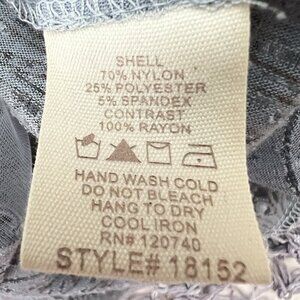 SHELL
70% NYLON
25% POLYESTER
5% SPANDEX
CONTRAST
100% RAYON
HAND WASH COLD
DO NOT BLEACH
HANG TO DRY
COOL IRON
RN# 120740
STYLE# 18152